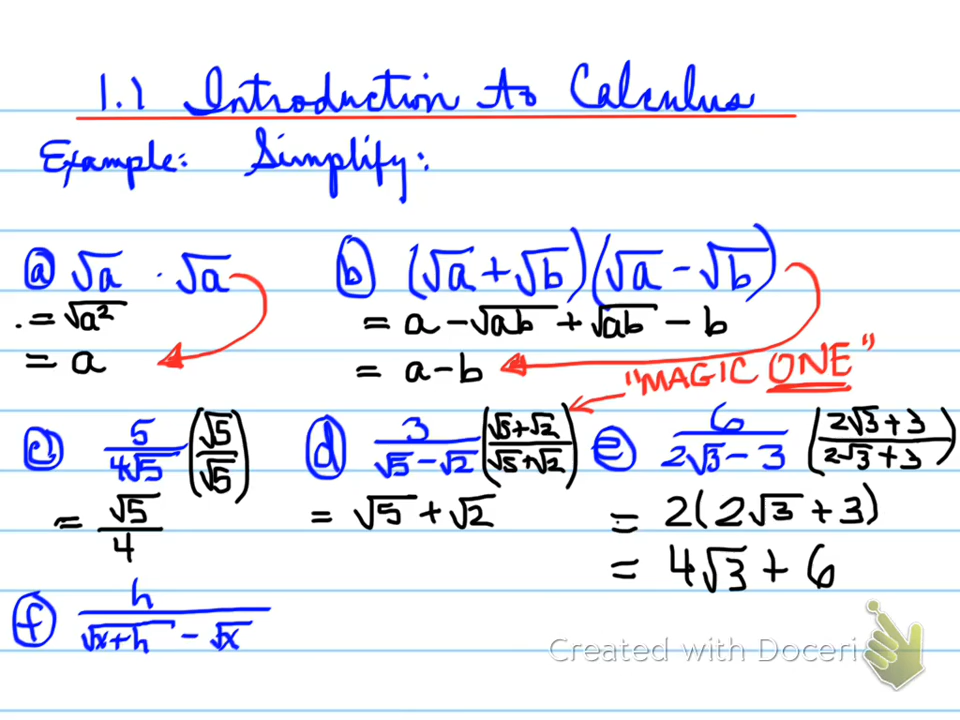 1.1 Introduction To Calculus
Example: Simplify:
(a) √a · √a
= √a²
= a
(b) (√a + √b)(√a - √b)
= a - √ab + √ab - b
= a - b
"MAGIC ONE"
(c) 5/(4√5) (√5/√5)
= √5/4
(d) 3/(√5 - √2) ((√5+√2)/(√5+√2))
= √5 + √2
(e) 6/(2√3 - 3) ((2√3+3)/(2√3+3))
= 2(2√3 + 3)
= 4√3 + 6
(f) h/(√x+h - √x)
Created with Doceri